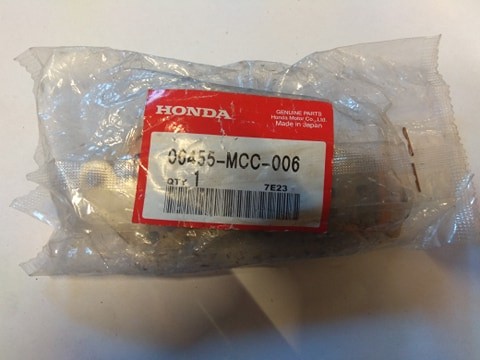 HONDA
GENUINE PARTS
Honda Motor Co., Ltd.
Made in Japan
06455-MCC-006
QTY 1
7E23